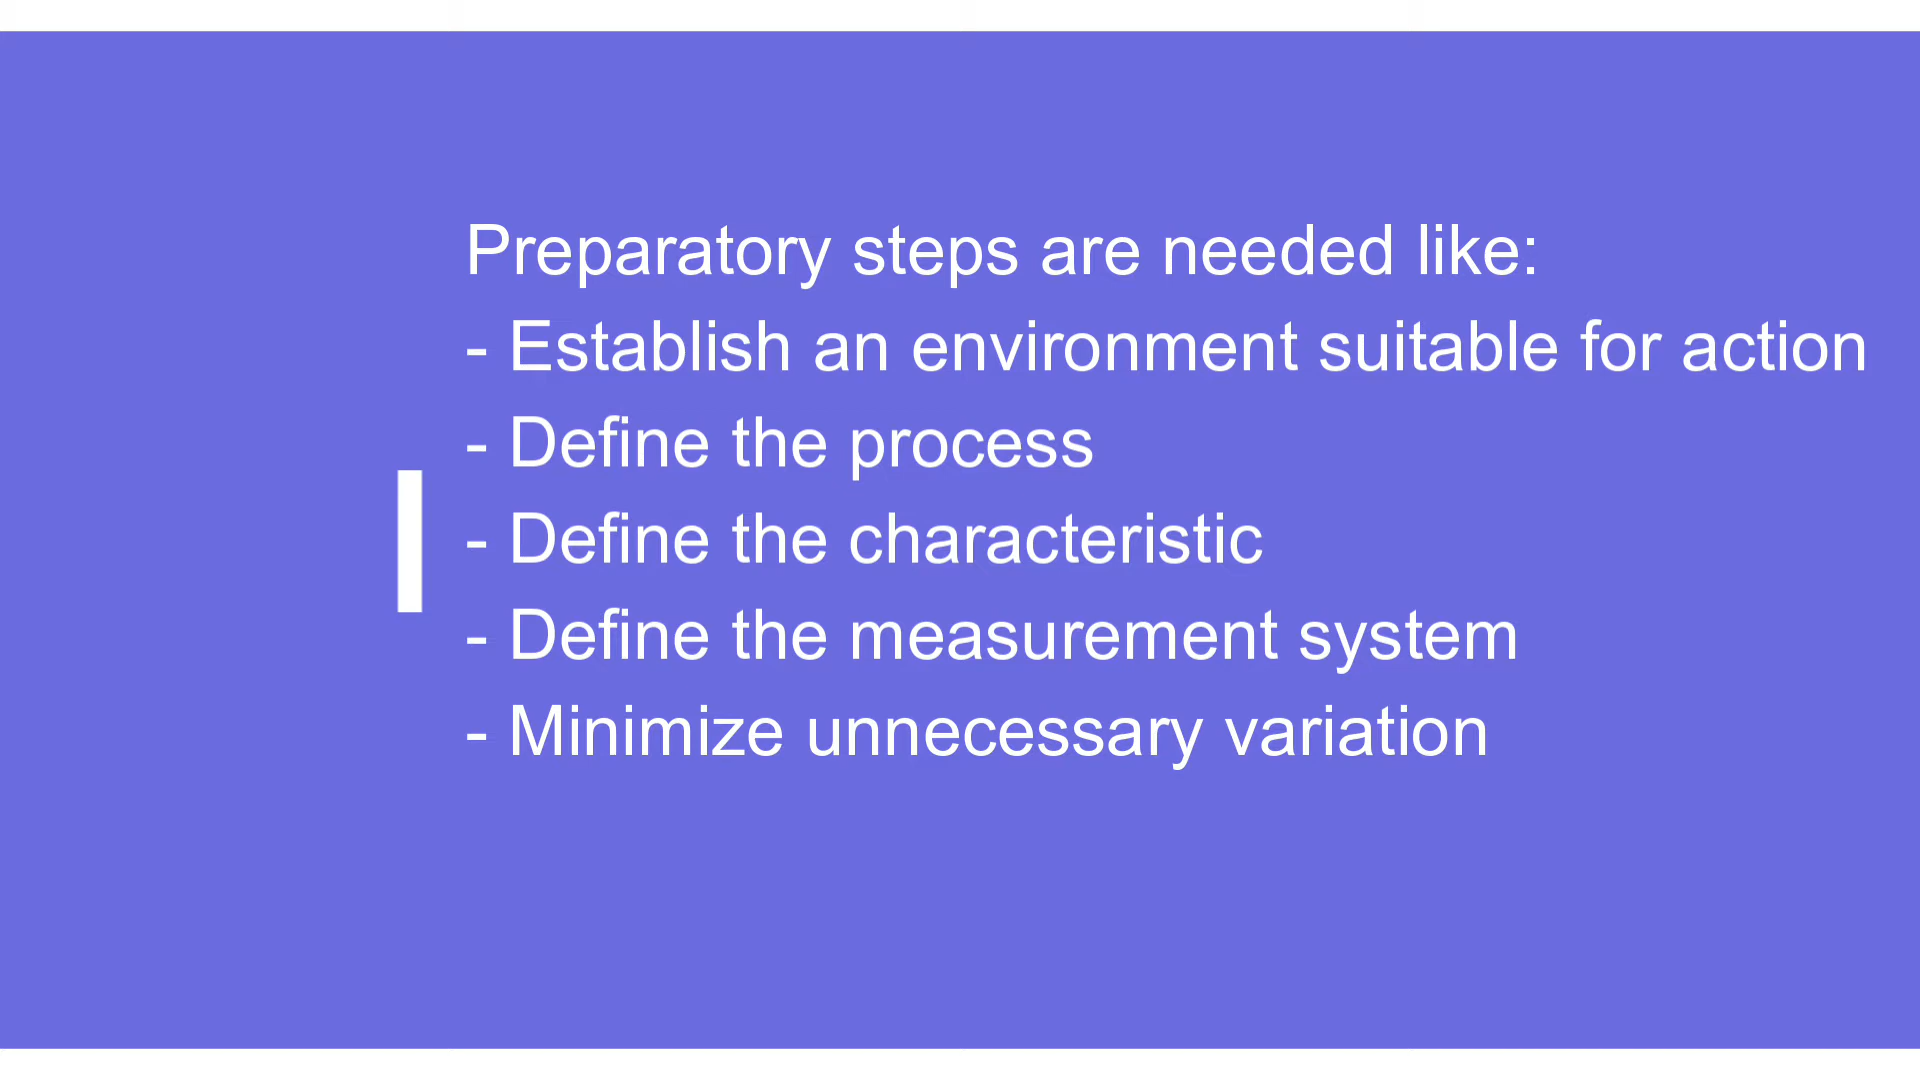 Preparatory steps are needed like:
- Establish an environment suitable for action
- Define the process
- Define the characteristic
- Define the measurement system
- Minimize unnecessary variation